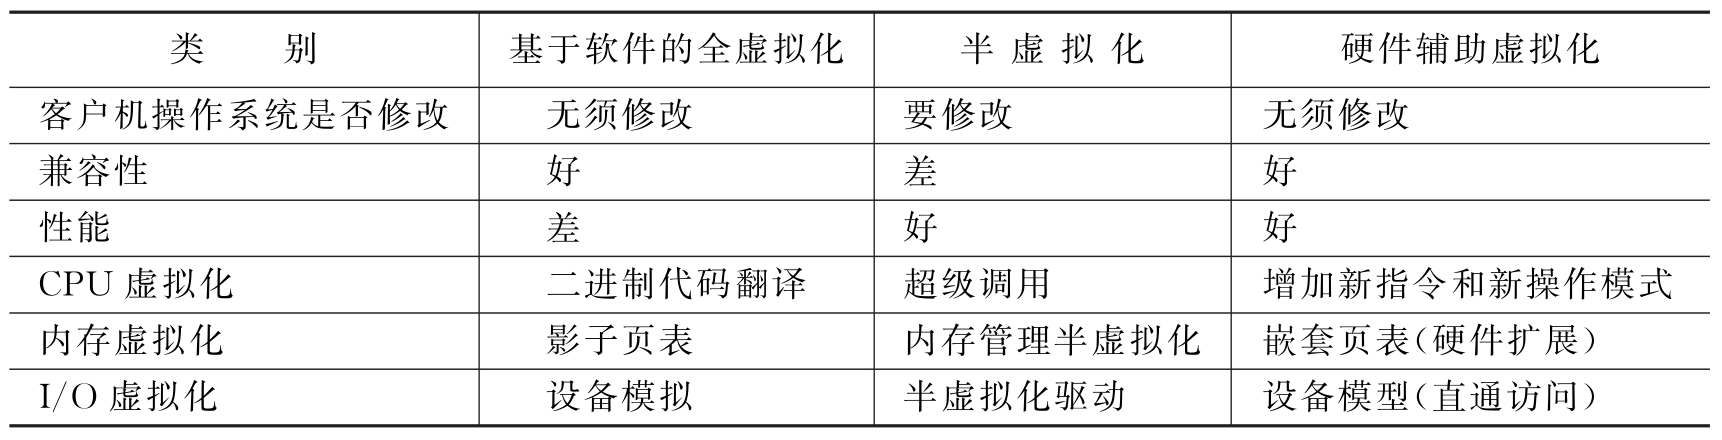 类 别 基于软件的全虚拟化 半虚拟化 硬件辅助虚拟化
客户机操作系统是否修改 无须修改 要修改 无须修改
兼容性 好 差 好
性能 差 好 好
CPU虚拟化 二进制代码翻译 超级调用 增加新指令和新操作模式
内存虚拟化 影子页表 内存管理半虚拟化 嵌套页表(硬件扩展)
I/O虚拟化 设备模拟 半虚拟化驱动 设备模型(直通访问)